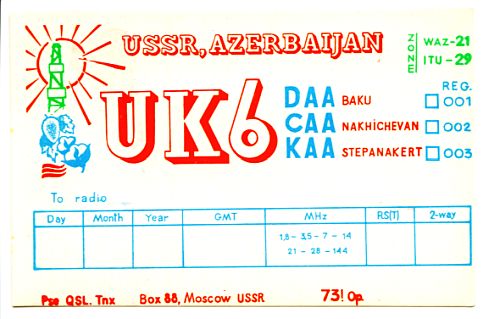 USSR, AZERBAIJAN
ZONE WAZ-21
ITU-29
REG.
UK6
DAA BAKU 001
CAA NAKHİCHEVAN 002
KAA STEPANAKERT 003
To radio
Day Month Year GMT MHz RS(T) 2-way
1,8 - 3,5 - 7 - 14
21 - 28 - 144
Pse QSL. Tnx Box 88, Moscow USSR 73! Op.